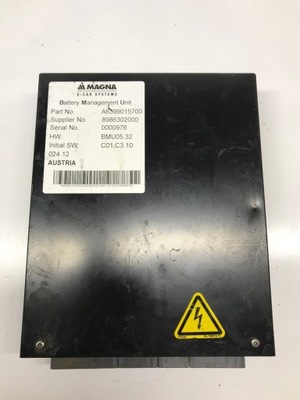 MAGNA
E-CAR SYSTEMS
Battery Management Unit
Part No. A6399015700
Supplier No. 8986302000
Serial No. 0000976
HW: BMU05.32
Initial SW: C01.C3.10
024 12
AUSTRIA